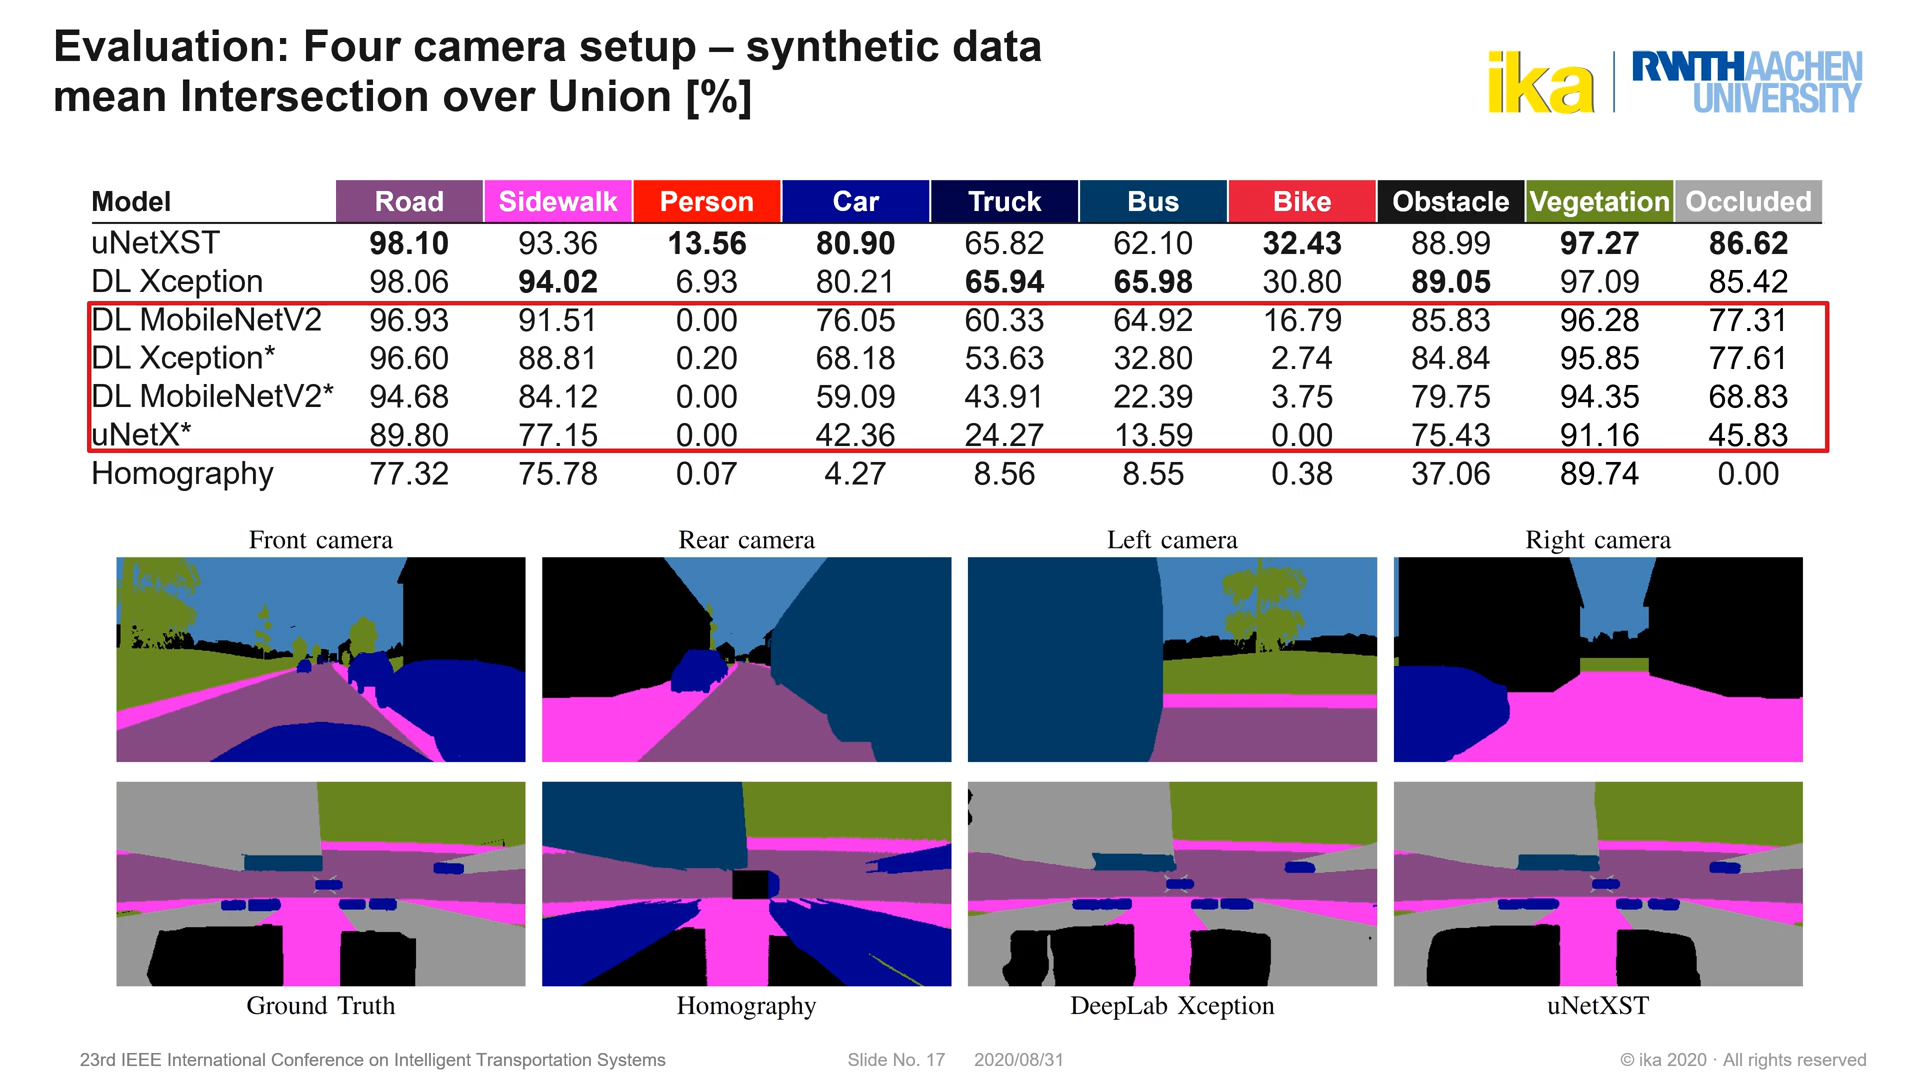 Evaluation: Four camera setup – synthetic data
mean Intersection over Union [%]
ika
RWTH AACHEN
UNIVERSITY
Model Road Sidewalk Person Car Truck Bus Bike Obstacle Vegetation Occluded
uNetXST 98.10 93.36 13.56 80.90 65.82 62.10 32.43 88.99 97.27 86.62
DL Xception 98.06 94.02 6.93 80.21 65.94 65.98 30.80 89.05 97.09 85.42
DL MobileNetV2 96.93 91.51 0.00 76.05 60.33 64.92 16.79 85.83 96.28 77.31
DL Xception* 96.60 88.81 0.20 68.18 53.63 32.80 2.74 84.84 95.85 77.61
DL MobileNetV2* 94.68 84.12 0.00 59.09 43.91 22.39 3.75 79.75 94.35 68.83
uNetX* 89.80 77.15 0.00 42.36 24.27 13.59 0.00 75.43 91.16 45.83
Homography 77.32 75.78 0.07 4.27 8.56 8.55 0.38 37.06 89.74 0.00
Front camera Rear camera Left camera Right camera
Ground Truth Homography DeepLab Xception uNetXST
23rd IEEE International Conference on Intelligent Transportation Systems Slide No. 17 2020/08/31 © ika 2020 · All rights reserved